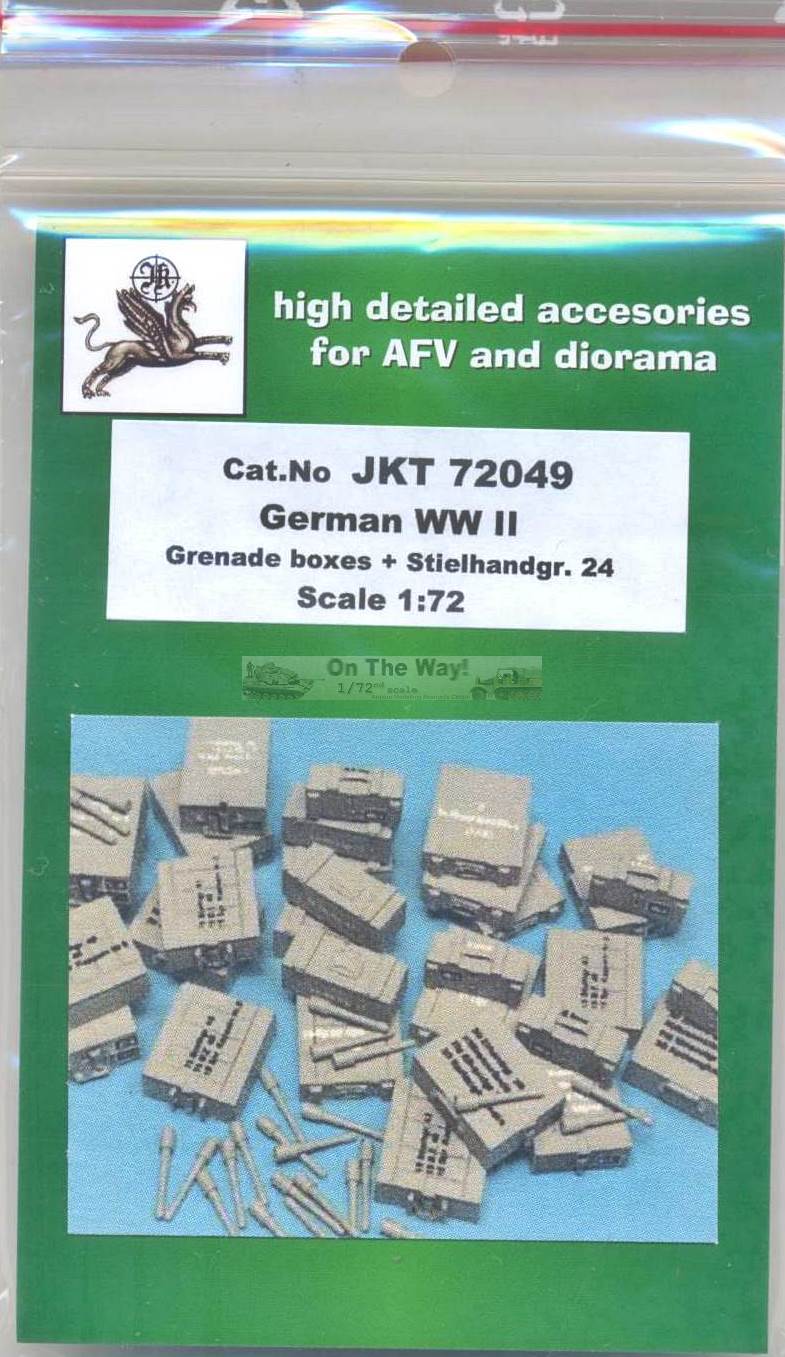 high detailed accesories
for AFV and diorama
Cat.No JKT 72049
German WW II
Grenade boxes + Stielhandgr. 24
Scale 1:72
On The Way!
1/72nd scale